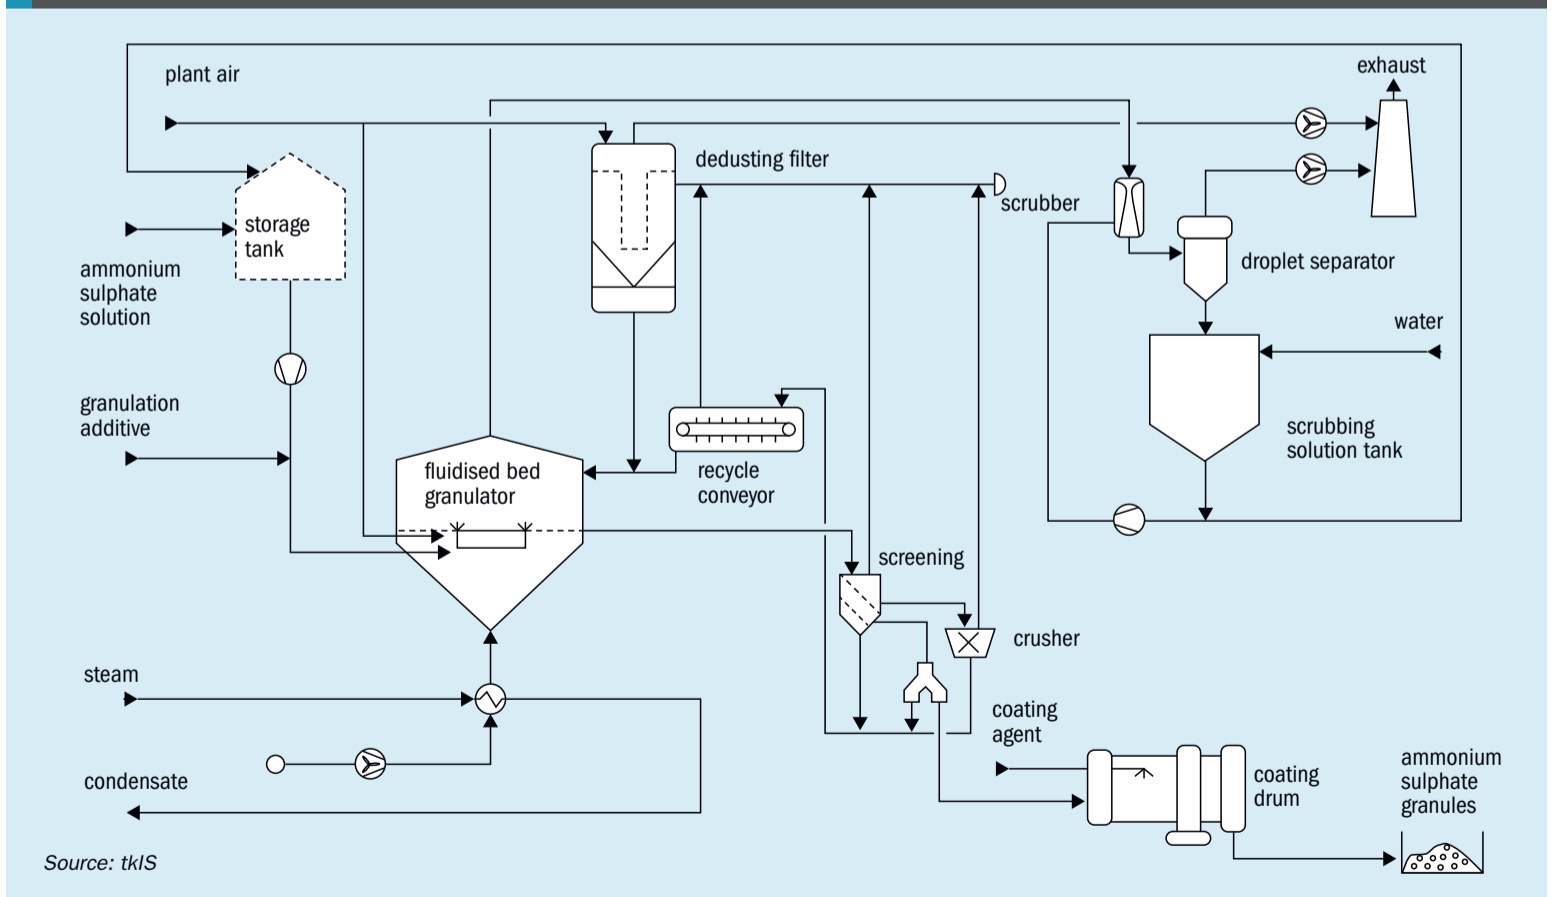 plant air
exhaust
dedusting filter
scrubber
storage
tank
droplet separator
ammonium
sulphate
solution
water
granulation
additive
scrubbing
solution tank
fluidised bed
granulator
recycle
conveyor
screening
crusher
steam
coating
agent
condensate
coating
drum
ammonium
sulphate
granules
Source: tkIS